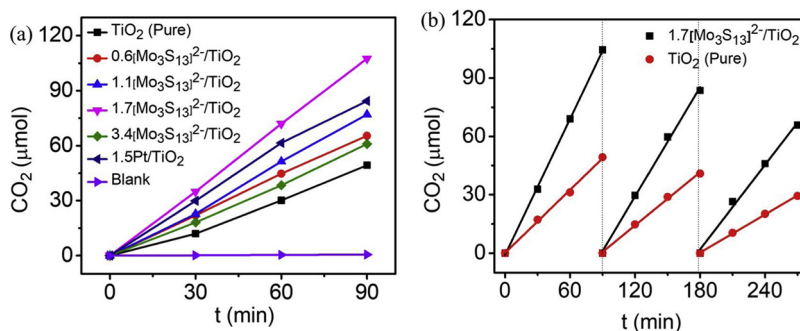 (a)
TiO₂ (Pure)
0.6[Mo₃S₁₃]²⁻/TiO₂
1.1[Mo₃S₁₃]²⁻/TiO₂
1.7[Mo₃S₁₃]²⁻/TiO₂
3.4[Mo₃S₁₃]²⁻/TiO₂
1.5Pt/TiO₂
Blank
CO₂ (μmol)
120
90
60
30
0
0 30 60 90
t (min)
(b)
1.7[Mo₃S₁₃]²⁻/TiO₂
TiO₂ (Pure)
CO₂ (μmol)
120
90
60
30
0
0 60 120 180 240
t (min)